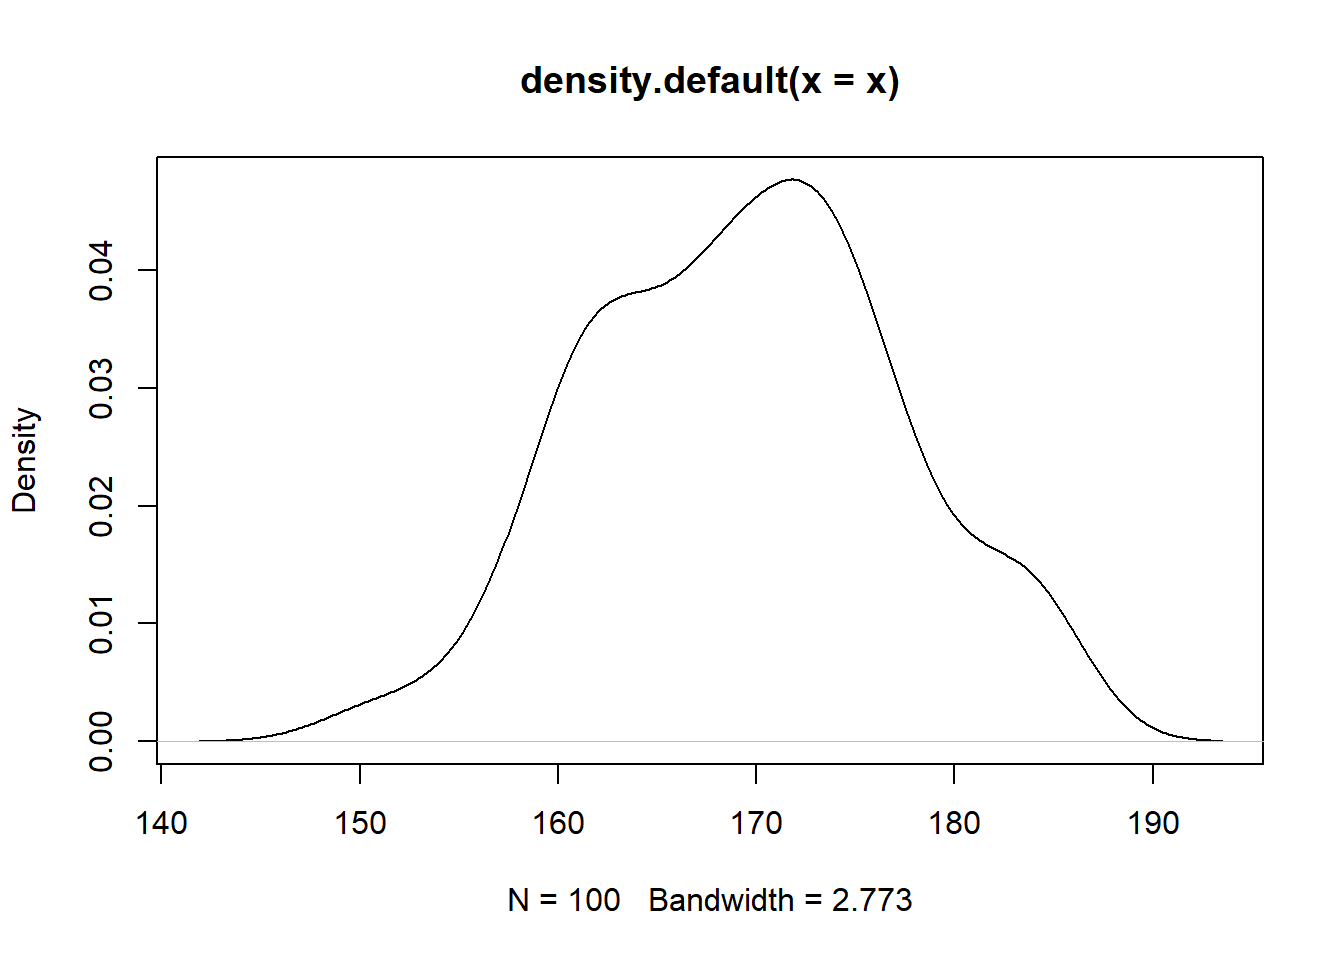 density.default(x = x)
Density
0.00 0.01 0.02 0.03 0.04
140 150 160 170 180 190
N = 100 Bandwidth = 2.773